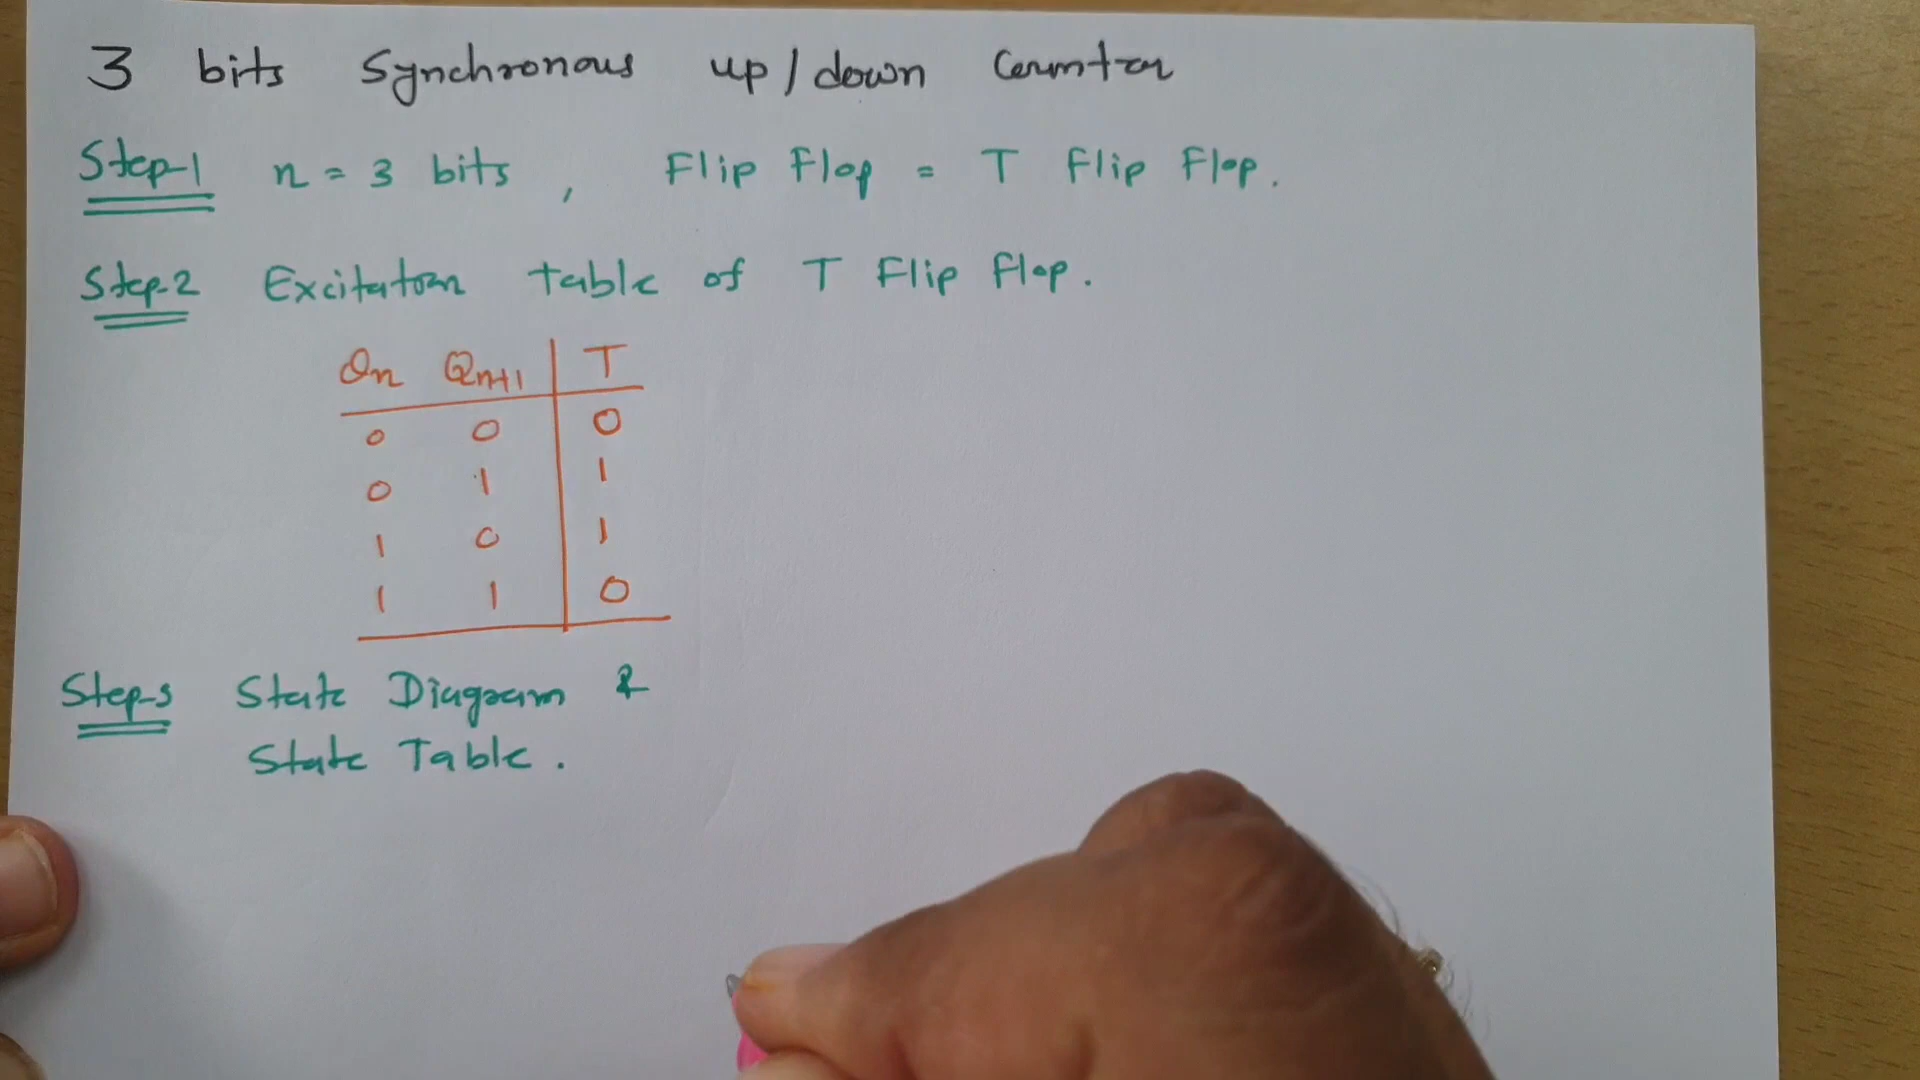 3 bits Synchronous up/down Counter
Step-1 n = 3 bits, Flip Flop = T Flip Flop.
Step-2 Excitation table of T Flip Flop.
Qn Qn+1 T
0 0 0
0 1 1
1 0 1
1 1 0
Step-3 State Diagram &
State Table.